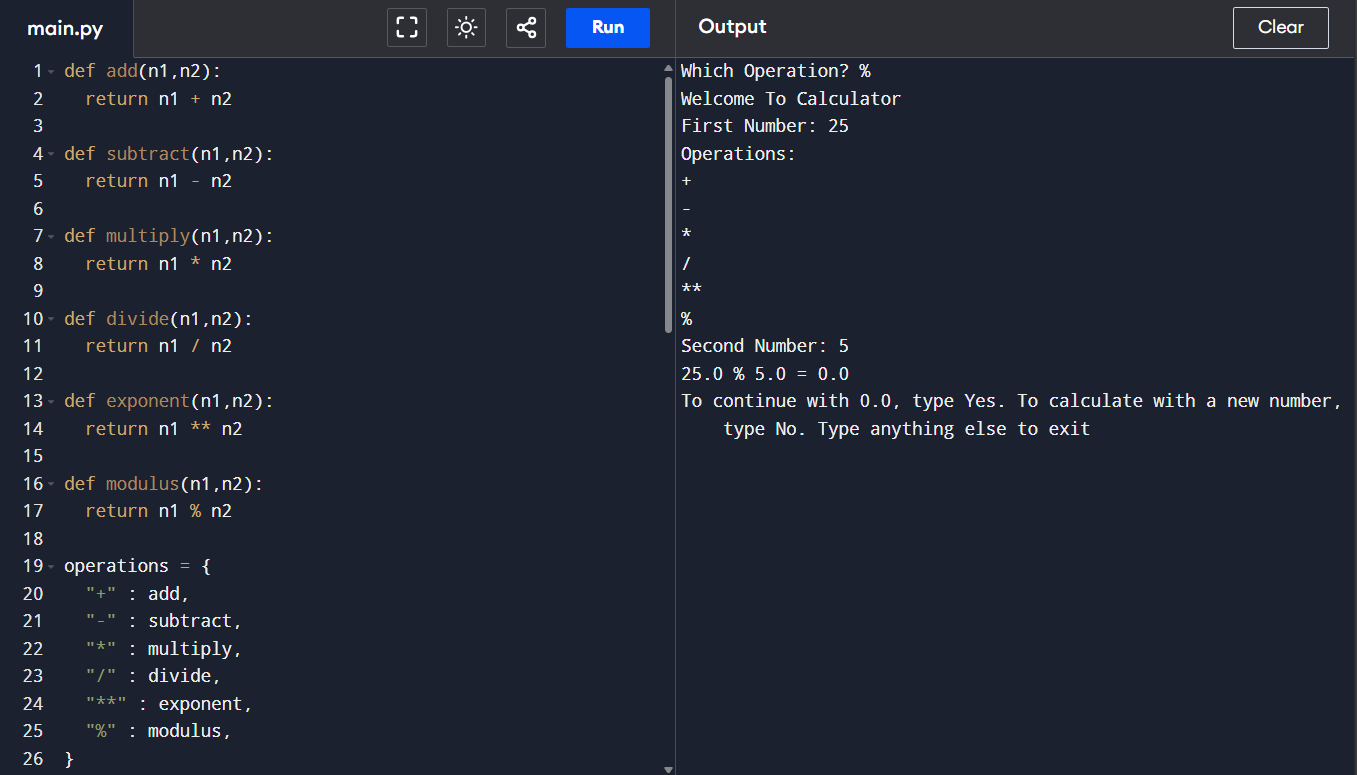 main.py
Run
1 def add(n1,n2):
2   return n1 + n2
3
4 def subtract(n1,n2):
5   return n1 - n2
6
7 def multiply(n1,n2):
8   return n1 * n2
9
10 def divide(n1,n2):
11   return n1 / n2
12
13 def exponent(n1,n2):
14   return n1 ** n2
15
16 def modulus(n1,n2):
17   return n1 % n2
18
19 operations = {
20   "+" : add,
21   "-" : subtract,
22   "*" : multiply,
23   "/" : divide,
24   "**" : exponent,
25   "%" : modulus,
26 }
Output
Clear
Which Operation? %
Welcome To Calculator
First Number: 25
Operations:
+
-
*
/
**
%
Second Number: 5
25.0 % 5.0 = 0.0
To continue with 0.0, type Yes. To calculate with a new number,
    type No. Type anything else to exit